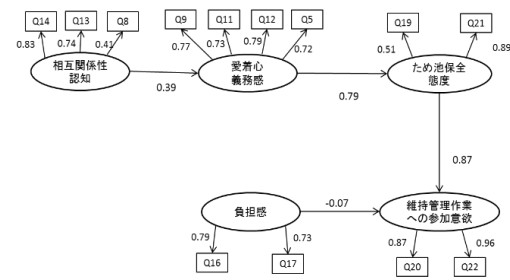 Q14
Q13
Q8
Q9
Q11
Q12
Q5
Q19
Q21
0.83
0.74
0.41
0.77
0.73
0.79
0.72
0.51
0.89
相互関係性
認知
愛着心
義務感
ため池保全
態度
0.39
0.79
0.87
負担感
-0.07
維持管理作業
への参加意欲
0.79
0.73
0.87
0.96
Q16
Q17
Q20
Q22